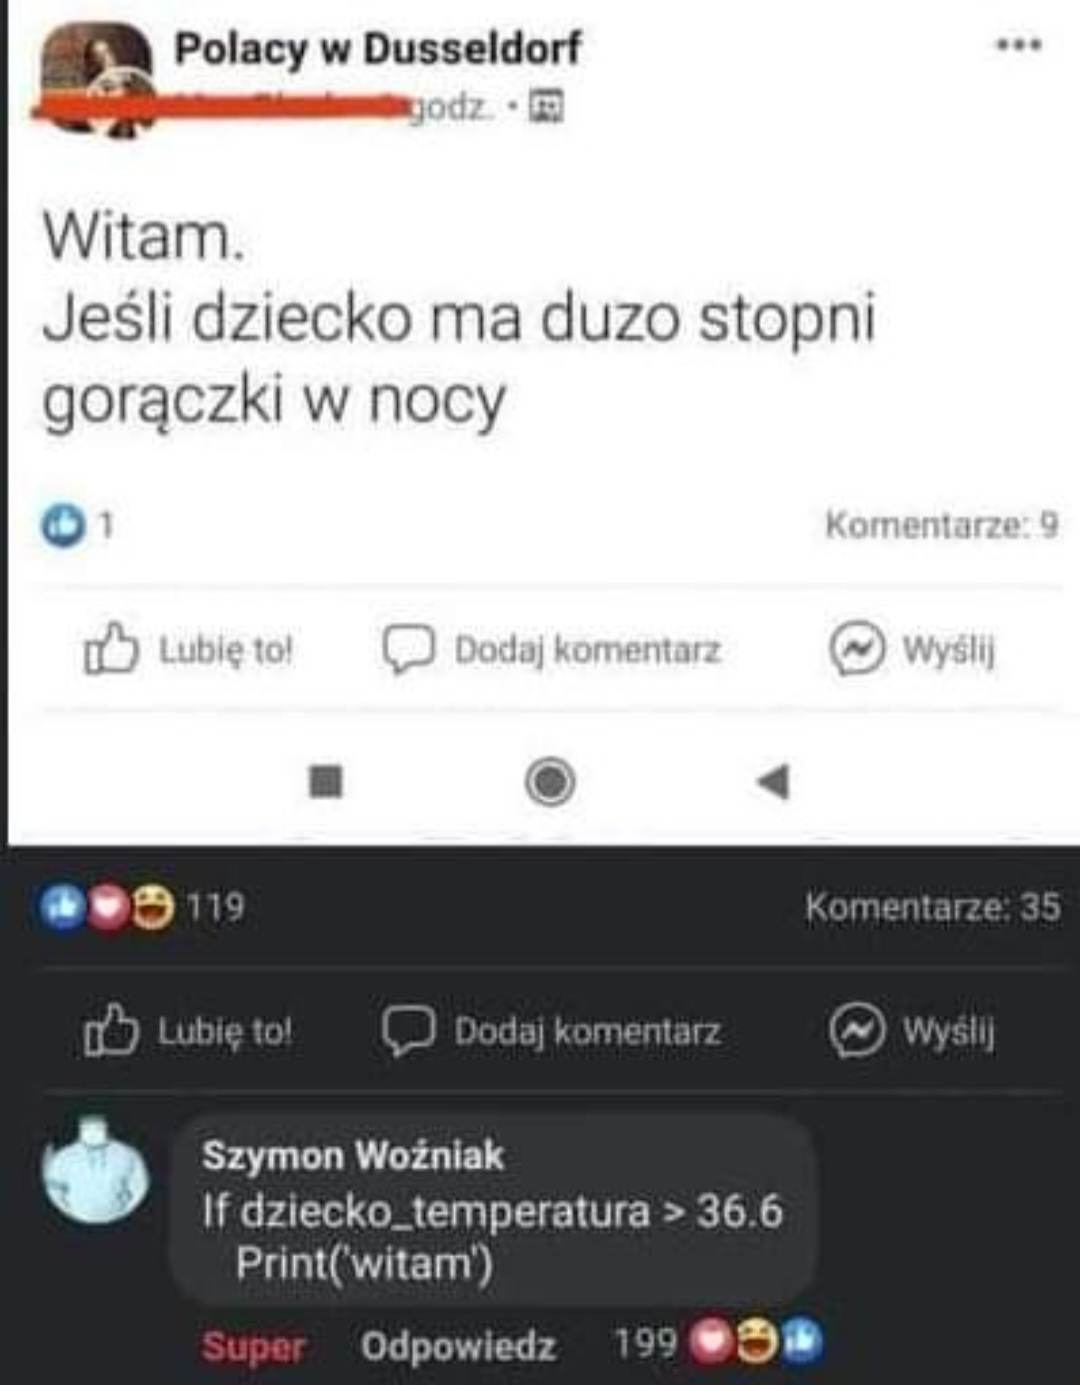 Polacy w Dusseldorf
godz.
Witam.
Jeśli dziecko ma duzo stopni
gorączki w nocy
1
Komentarze: 9
Lubię to!
Dodaj komentarz
Wyślij
119
Komentarze: 35
Lubię to!
Dodaj komentarz
Wyślij
Szymon Woźniak
If dziecko_temperatura > 36.6
Print('witam')
Super
Odpowiedz
199